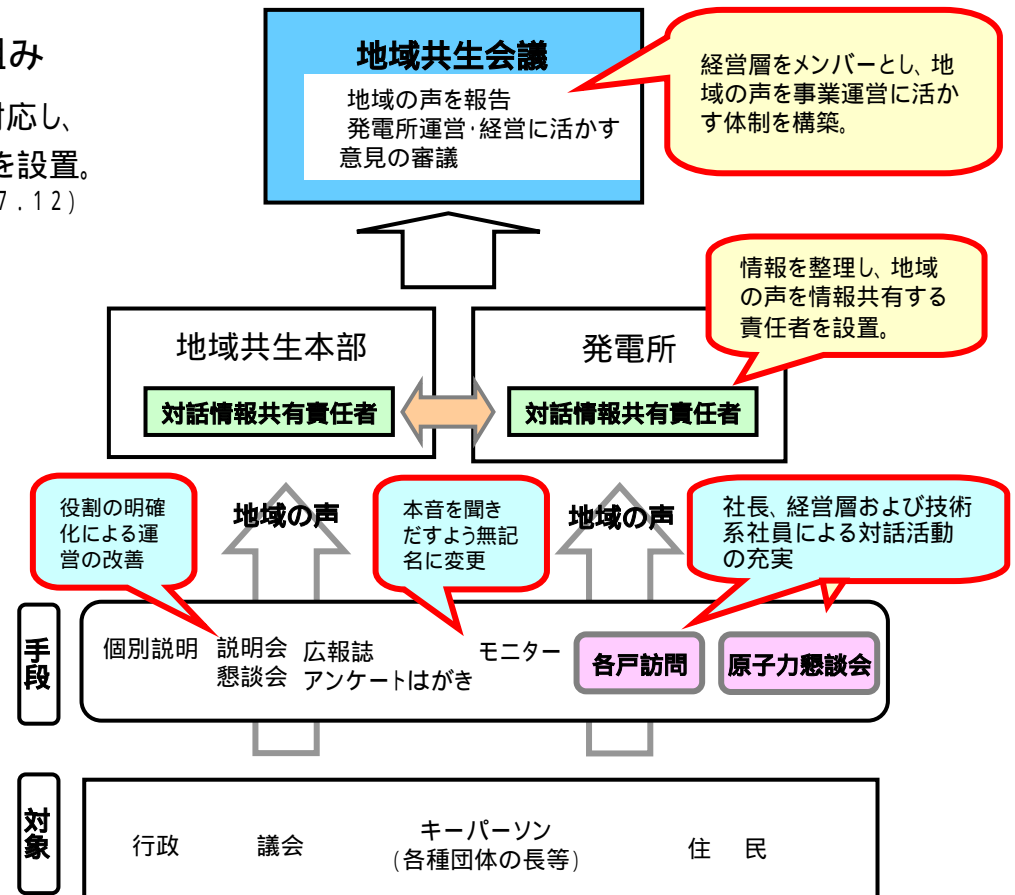 組み
対応し、
を設置。
7.12)
地域共生会議
地域の声を報告
発電所運営・経営に活かす
意見の審議
経営層をメンバーとし、地
域の声を事業運営に活か
す体制を構築。
情報を整理し、地域
の声を情報共有する
責任者を設置。
地域共生本部
対話情報共有責任者
発電所
対話情報共有責任者
役割の明確
化による運
営の改善
地域の声
本音を聞き
だすよう無記
名に変更
地域の声
社長、経営層および技術
系社員による対話活動
の充実
手段
個別説明
説明会
懇談会
広報誌
アンケートはがき
モニター
各戸訪問
原子力懇談会
対象
行政
議会
キーパーソン
(各種団体の長等)
住 民